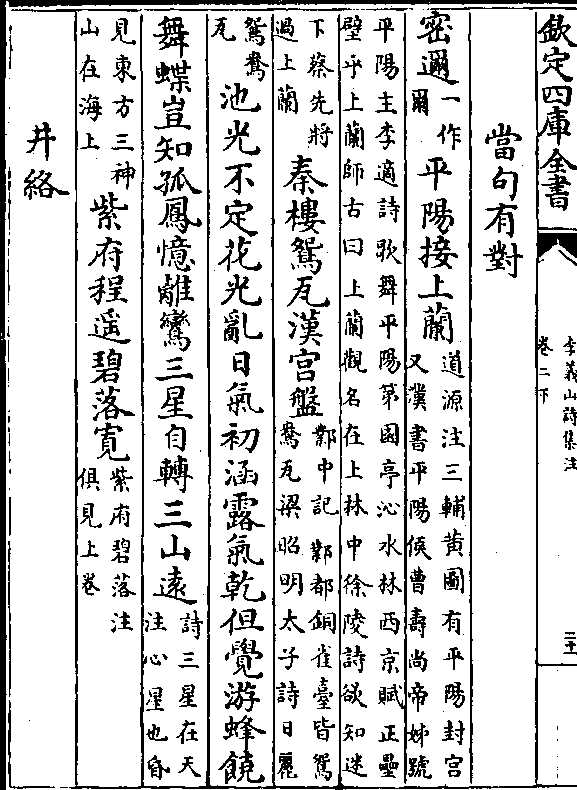 欽定四庫全書
李義山詩集注
卷二下
當句有對
密邇
一作
爾
平陽接上蘭
道源注三輔黄圖有平陽封宫
又漢書平陽侯曹壽尚帝姊號
平陽主李適詩歌舞平陽第園亭沁水林西京賦正壘
壁乎上蘭師古曰上蘭觀名在上林中徐陵詩欲知迷
下蔡先將
過上蘭
秦樓鴛瓦漢宫盤
鄴中記鄴都銅雀臺皆鴛
鴦瓦梁昭明太子詩日麗
鴛鴦
瓦
池光不定花光亂日氣初涵露氣乾但覺游蜂饒
舞蝶豈知孤鳳憶離鸞三星自轉三山遠
詩三星在天
注心星也昏
見東方三神
山在海上
紫府程遥碧落寛
紫府碧落注
俱見上卷
井絡